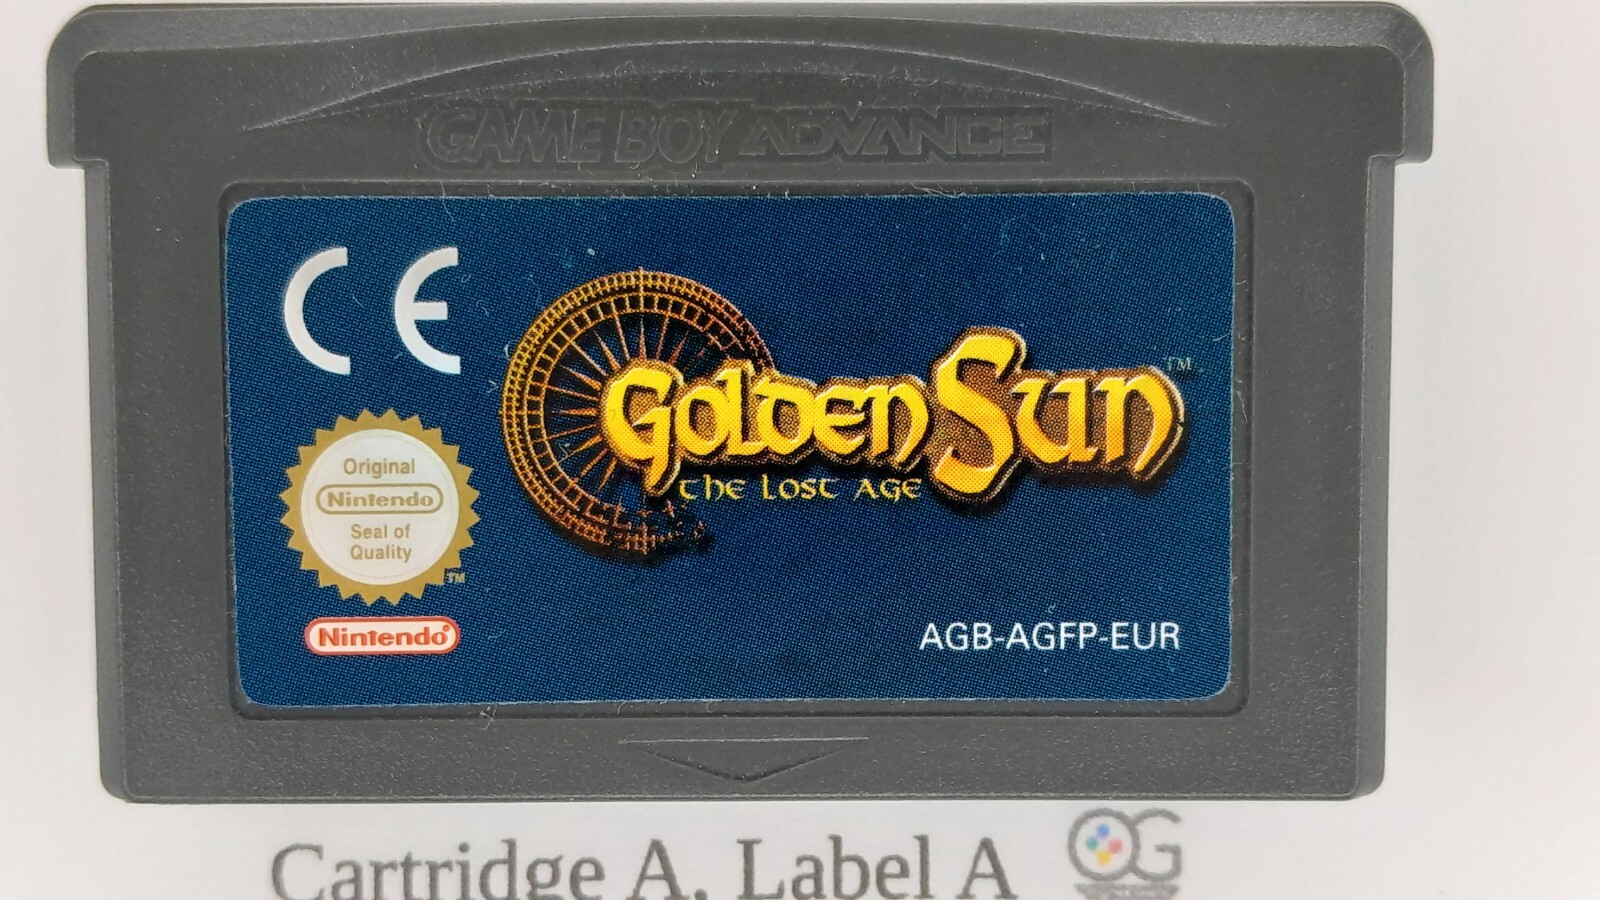 GAME BOY ADVANCE
CE
GOLDEN SUN TM
THE LOST AGE
Original
Nintendo
Seal of
Quality TM
Nintendo®
AGB-AGFP-EUR
Cartridge A, Label A
OG